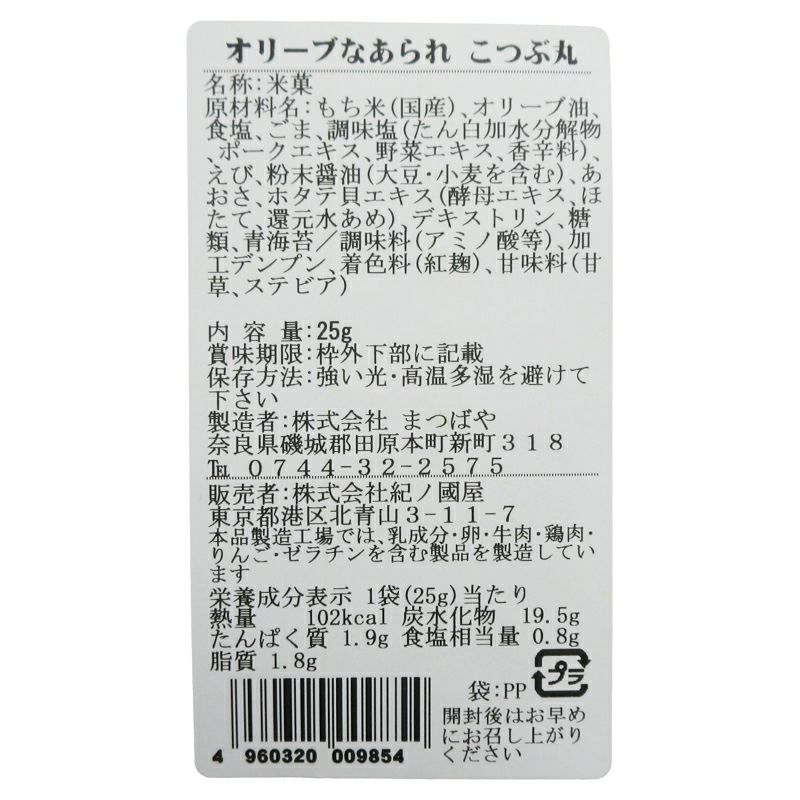 オリーブなあられ こつぶ丸
名称:米菓
原材料名:もち米(国産)、オリーブ油、
食塩、ごま、調味塩(たん白加水分解物
、ポークエキス、野菜エキス、香辛料)、
えび、粉末醤油(大豆・小麦を含む)、あ
おさ、ホタテ貝エキス(酵母エキス、ほ
たて、還元水あめ)、デキストリン、糖
類、青海苔／調味料(アミノ酸等)、加
工デンプン、着色料(紅麹)、甘味料(甘
草、ステビア)
内 容 量:25g
賞味期限:枠外下部に記載
保存方法:強い光・高温多湿を避けて
下さい
製造者:株式会社 まつばや
奈良県磯城郡田原本町新町３１８
℡ ０７４４-３２-２５７５
販売者:株式会社紀ノ國屋
東京都港区北青山３-１１-７
本品製造工場では、乳成分・卵・牛肉・鶏肉・
りんご・ゼラチンを含む製品を製造してい
ます
栄養成分表示 1袋(25g)当たり
熱量 102kcal 炭水化物 19.5g
たんぱく質 1.9g 食塩相当量 0.8g
脂質 1.8g
袋:PP プラ
開封後はお早め
にお召し上がり
ください
4 960320 009854